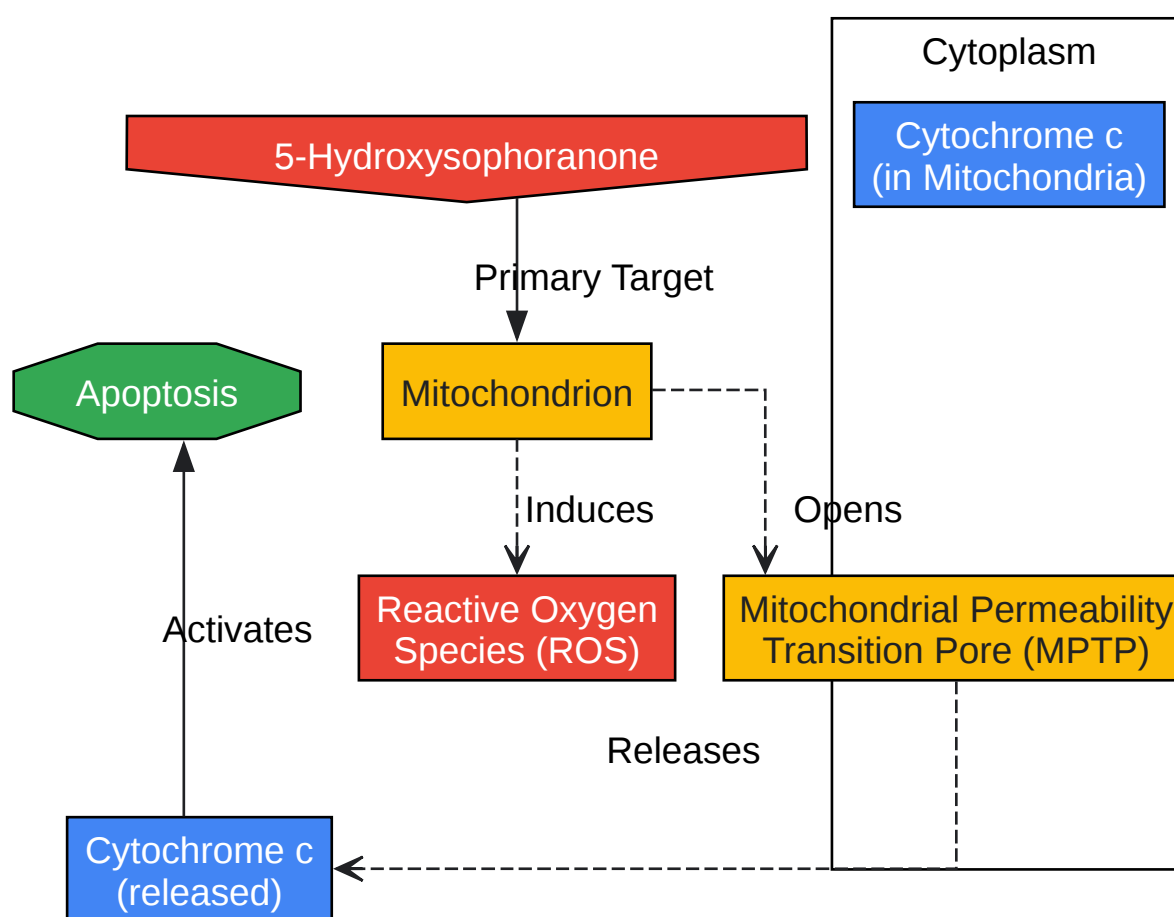 Cytoplasm
5-Hydroxysophoranone
Cytochrome c
(in Mitochondria)
Primary Target
Apoptosis
Mitochondrion
Induces
Opens
Reactive Oxygen
Species (ROS)
Mitochondrial Permeability
Transition Pore (MPTP)
Activates
Releases
Cytochrome c
(released)